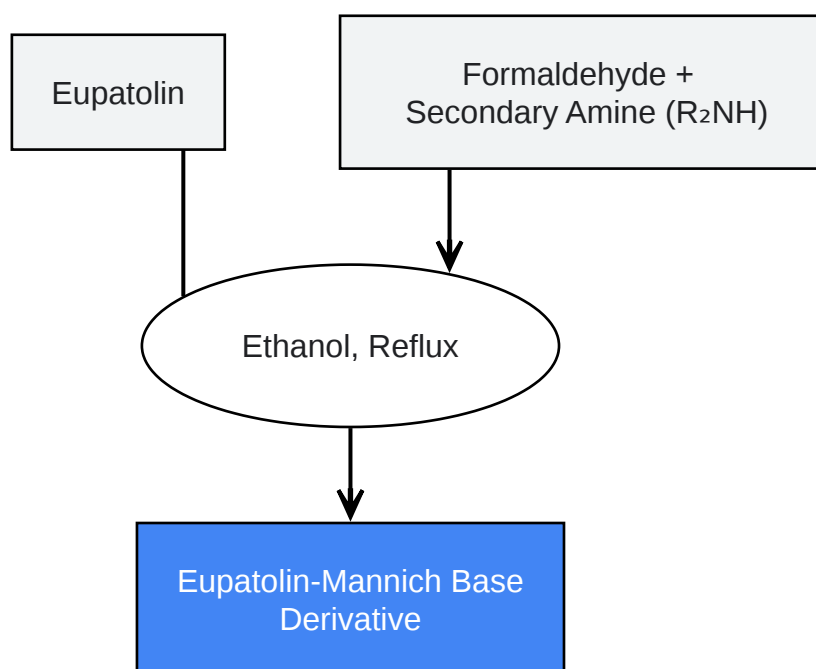 Eupatolin
Formaldehyde +
Secondary Amine (R₂NH)
Ethanol, Reflux
Eupatolin-Mannich Base
Derivative